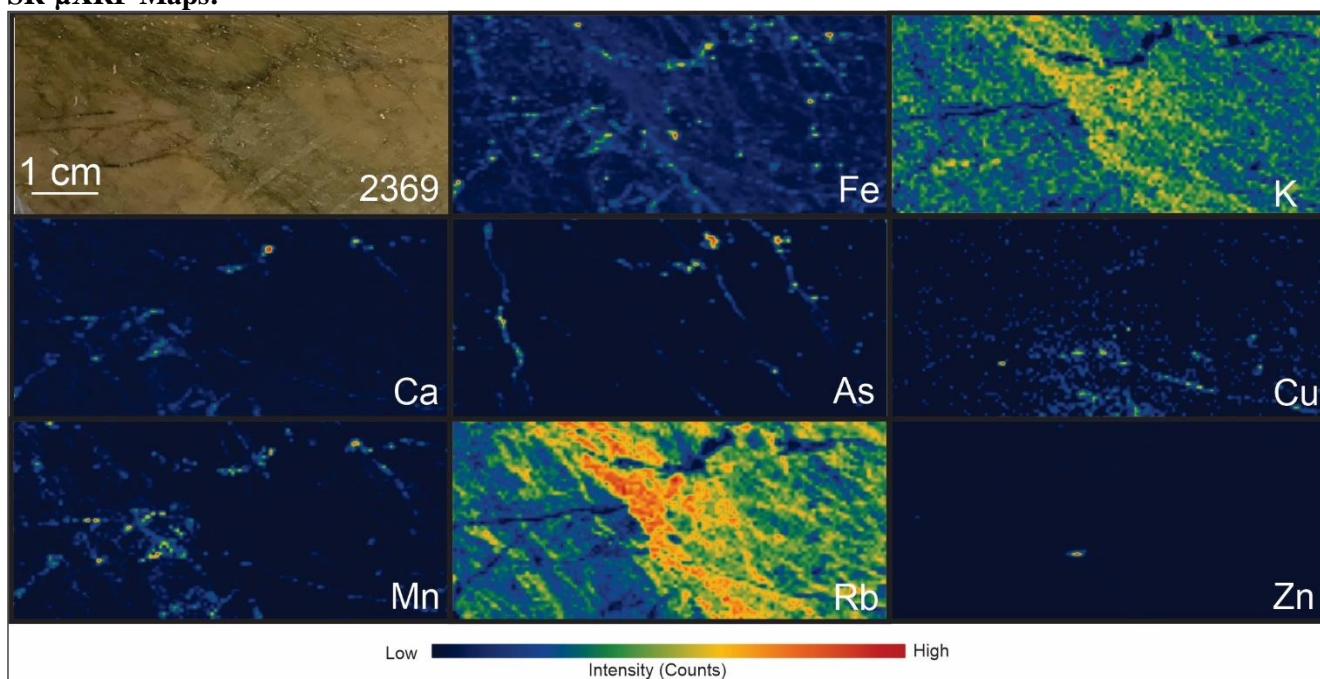 SR-µXRF Maps:
1 cm
2369
Fe
K
Ca
As
Cu
Mn
Rb
Zn
Low
High
Intensity (Counts)